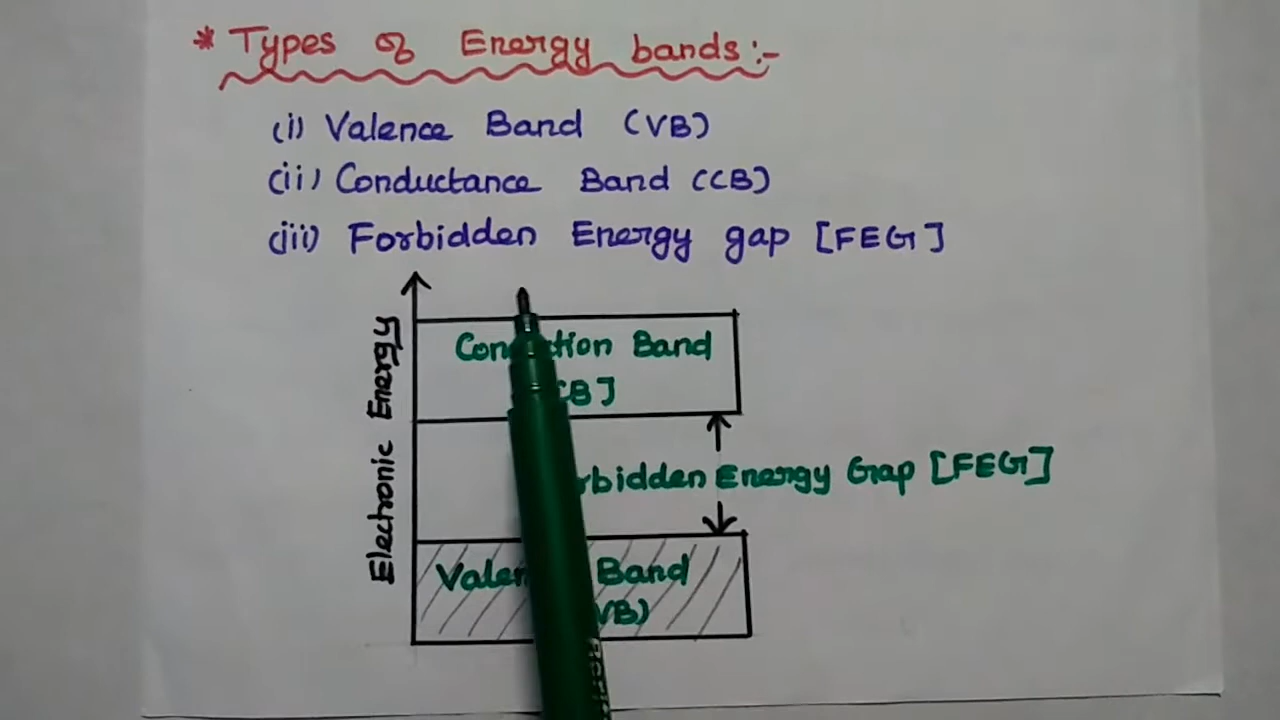 * Types of Energy bands:-
(i) Valence Band (VB)
(ii) Conductance Band (CB)
(iii) Forbidden Energy gap [FEG]
Electronic Energy
Band
Energy Gap [FEG]
Band